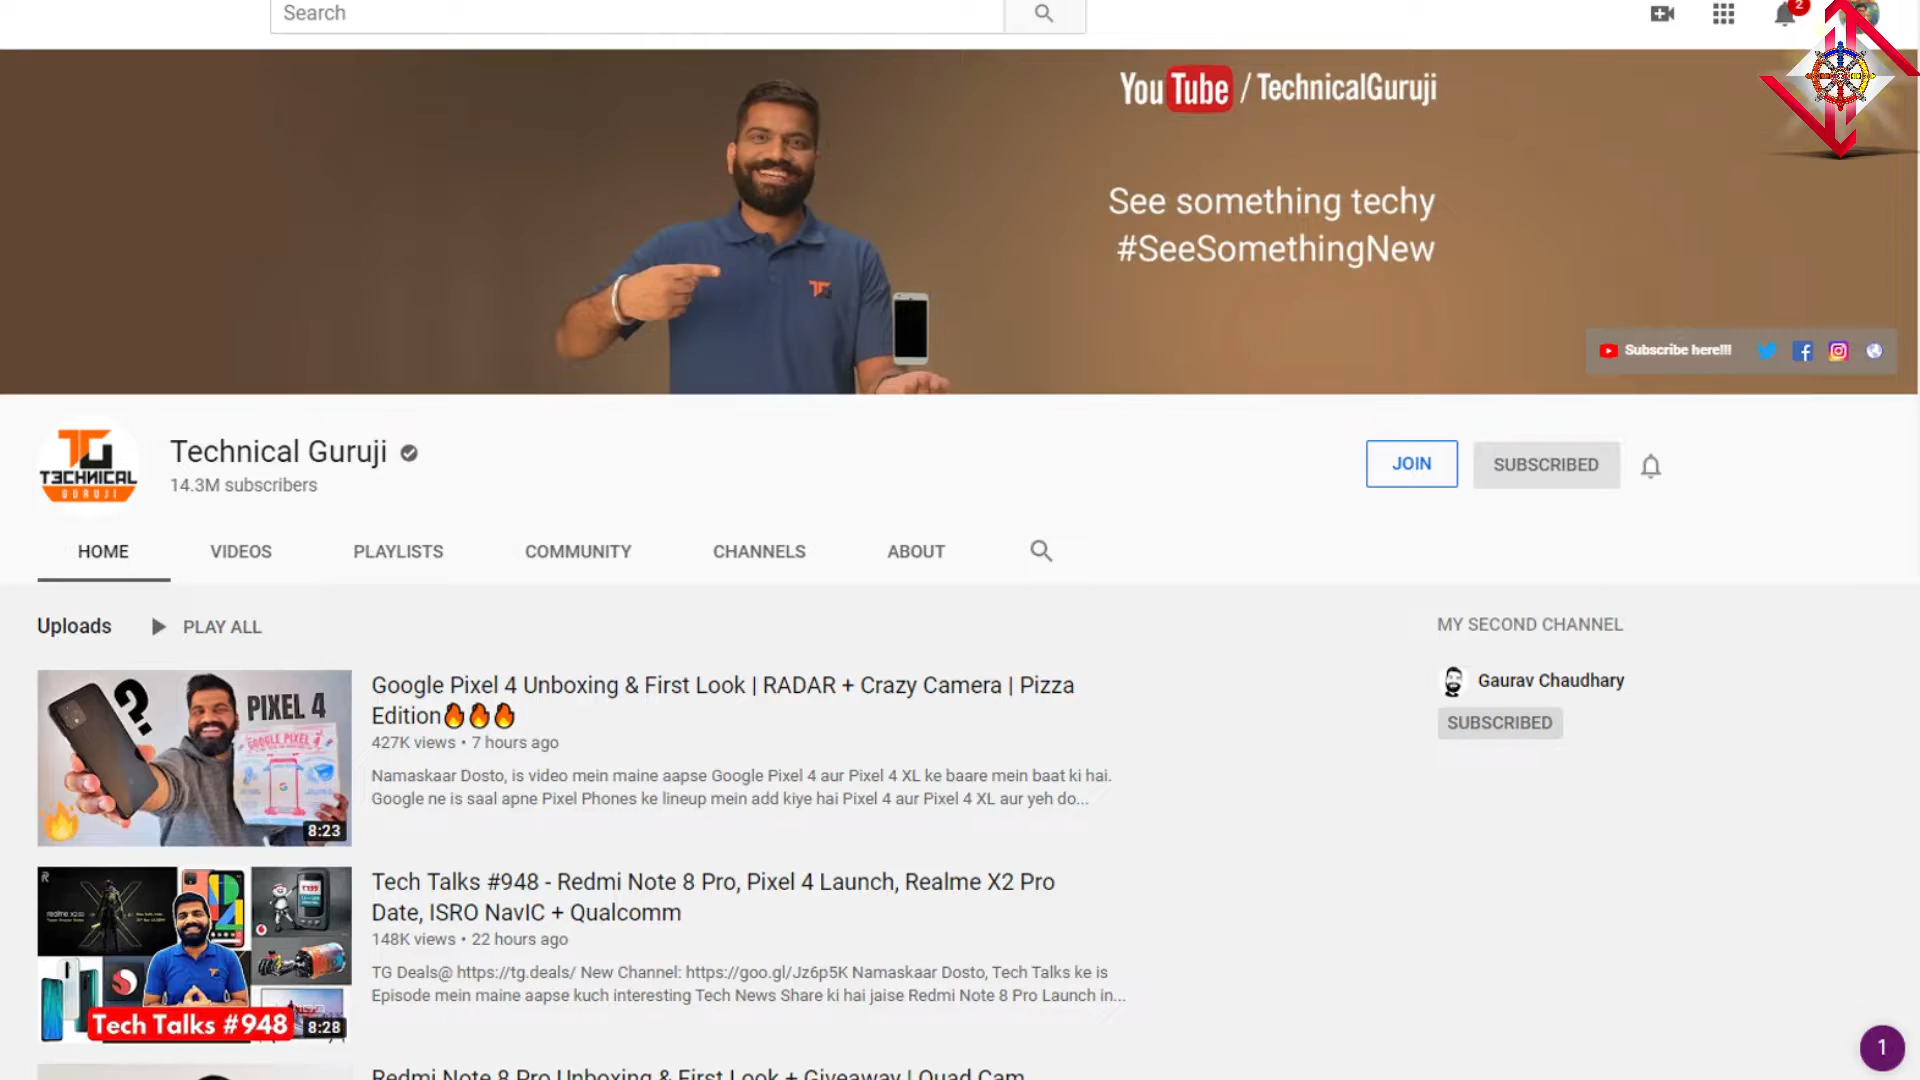 Search
2
YouTube / TechnicalGuruji
See something techy
#SeeSomethingNew
Subscribe here!!!
TECHNICAL
GURUJI
Technical Guruji
14.3M subscribers
JOIN
SUBSCRIBED
HOME
VIDEOS
PLAYLISTS
COMMUNITY
CHANNELS
ABOUT
Uploads
PLAY ALL
MY SECOND CHANNEL
Gaurav Chaudhary
SUBSCRIBED
?
PIXEL 4
GOOGLE PIXEL
8:23
Google Pixel 4 Unboxing & First Look | RADAR + Crazy Camera | Pizza
Edition🔥🔥🔥
427K views • 7 hours ago
Namaskaar Dosto, is video mein maine aapse Google Pixel 4 aur Pixel 4 XL ke baare mein baat ki hai.
Google ne is saal apne Pixel Phones ke lineup mein add kiye hai Pixel 4 aur Pixel 4 XL aur yeh do...
Tech Talks #948
8:28
Tech Talks #948 - Redmi Note 8 Pro, Pixel 4 Launch, Realme X2 Pro
Date, ISRO NavIC + Qualcomm
148K views • 22 hours ago
TG Deals@ https://tg.deals/ New Channel: https://goo.gl/Jz6p5K Namaskaar Dosto, Tech Talks ke is
Episode mein maine aapse kuch interesting Tech News Share ki hai jaise Redmi Note 8 Pro Launch in...
Redmi Note 8 Pro Unboxing & First Look + Giveaway | Quad Cam
1